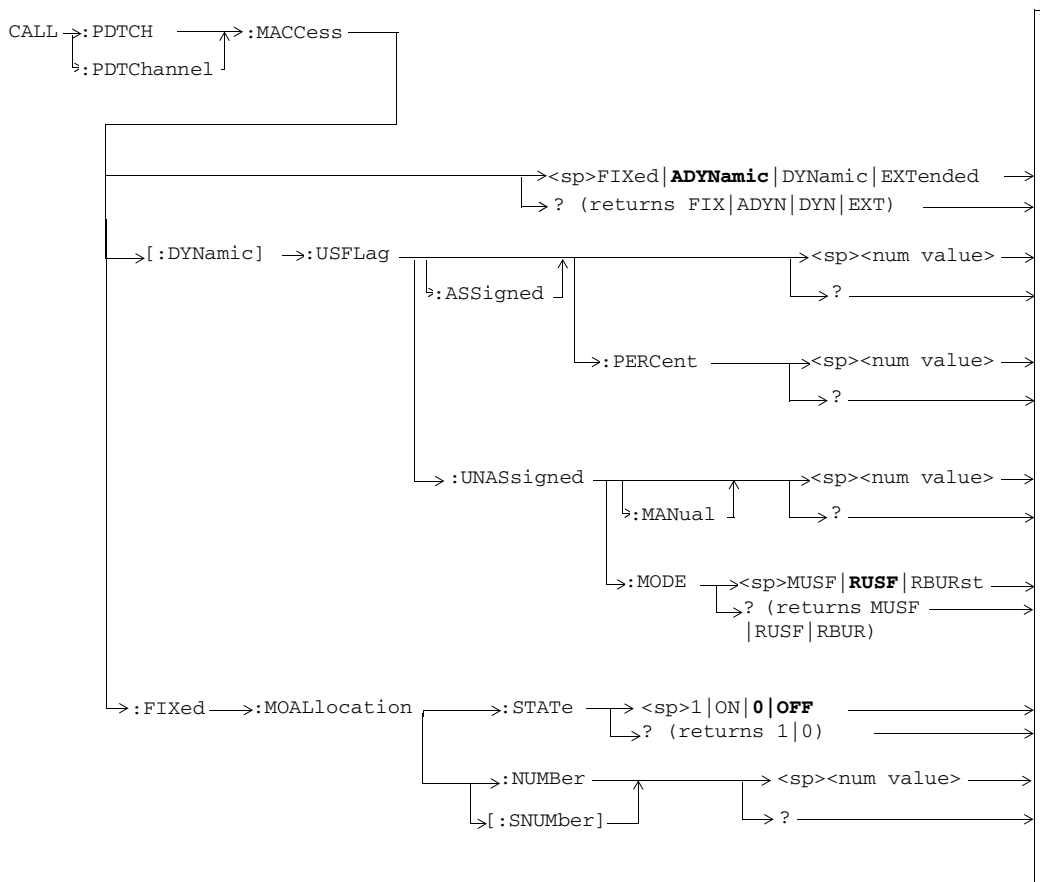 CALL :PDTCH :MACCess
:PDTChannel
<sp>FIXed|ADYNamic|DYNamic|EXTended
? (returns FIX|ADYN|DYN|EXT)
[:DYNamic] :USFLag <sp><num value>
:ASSigned ?
:PERCent <sp><num value>
?
:UNASsigned <sp><num value>
:MANual ?
:MODE <sp>MUSF|RUSF|RBURst
? (returns MUSF
|RUSF|RBUR)
:FIXed :MOALlocation :STATe <sp>1|ON|0|OFF
? (returns 1|0)
:NUMBer <sp><num value>
[:SNUMber] ?